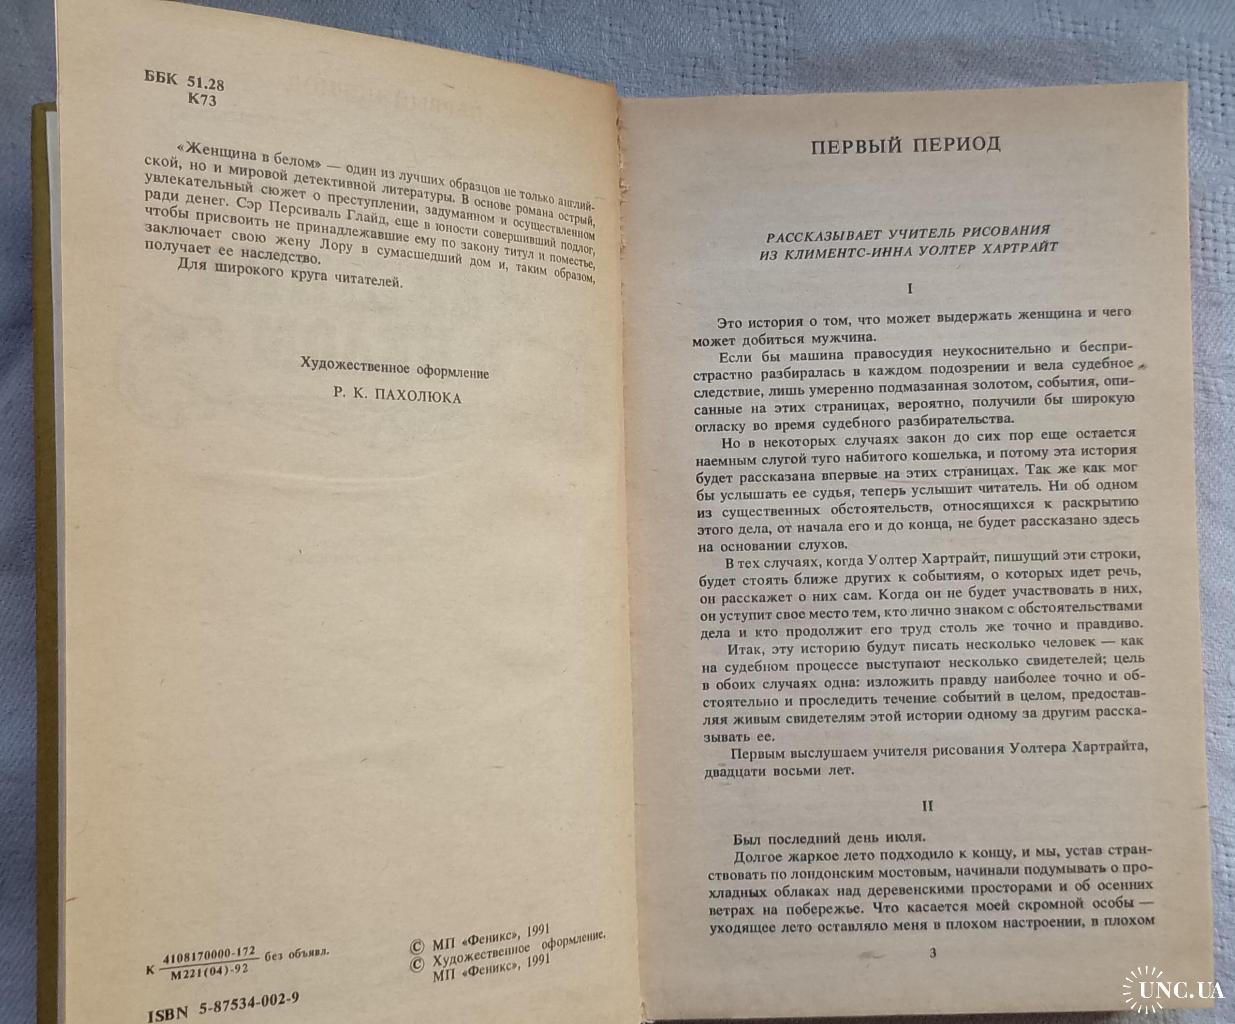 ББК 51.28
К73
«Женщина в белом» — один из лучших образцов не только англий-
ской, но и мировой детективной литературы. В основе романа острый,
увлекательный сюжет о преступлении, задуманном и осуществленном
ради денег. Сэр Персиваль Глайд, еще в юности совершивший подлог,
чтобы присвоить не принадлежавшие ему по закону титул и поместье,
заключает свою жену Лору в сумасшедший дом и, таким образом,
получает ее наследство.
Для широкого круга читателей.
Художественное оформление
Р. К. ПАХОЛЮКА
К 4108170000-172 без объявл.
М221(04)-92
ISBN 5-87534-002-9
© МП «Феникс», 1991
© Художественное оформление.
МП «Феникс», 1991
ПЕРВЫЙ ПЕРИОД
РАССКАЗЫВАЕТ УЧИТЕЛЬ РИСОВАНИЯ
ИЗ КЛИМЕНТС-ИННА УОЛТЕР ХАРТРАЙТ
I
Это история о том, что может выдержать женщина и чего
может добиться мужчина.
Если бы машина правосудия неукоснительно и беспри-
страстно разбиралась в каждом подозрении и вела судебное
следствие, лишь умеренно подмазанная золотом, события, опи-
санные на этих страницах, вероятно, получили бы широкую
огласку во время судебного разбирательства.
Но в некоторых случаях закон до сих пор еще остается
наемным слугой туго набитого кошелька, и потому эта история
будет рассказана впервые на этих страницах. Так же как мог
бы услышать ее судья, теперь услышит читатель. Ни об одном
из существенных обстоятельств, относящихся к раскрытию
этого дела, от начала его и до конца, не будет рассказано здесь
на основании слухов.
В тех случаях, когда Уолтер Хартрайт, пишущий эти строки,
будет стоять ближе других к событиям, о которых идет речь,
он расскажет о них сам. Когда он не будет участвовать в них,
он уступит свое место тем, кто лично знаком с обстоятельствами
дела и кто продолжит его труд столь же точно и правдиво.
Итак, эту историю будут писать несколько человек — как
на судебном процессе выступают несколько свидетелей; цель
в обоих случаях одна: изложить правду наиболее точно и об-
стоятельно и проследить течение событий в целом, предостав-
ляя живым свидетелям этой истории одному за другим расска-
зывать ее.
Первым выслушаем учителя рисования Уолтера Хартрайта,
двадцати восьми лет.
II
Был последний день июля.
Долгое жаркое лето подходило к концу, и мы, устав стран-
ствовать по лондонским мостовым, начинали подумывать о про-
хладных облаках над деревенскими просторами и об осенних
ветрах на побережье. Что касается моей скромной особы —
уходящее лето оставляло меня в плохом настроении, в плохом
3
UNC.UA